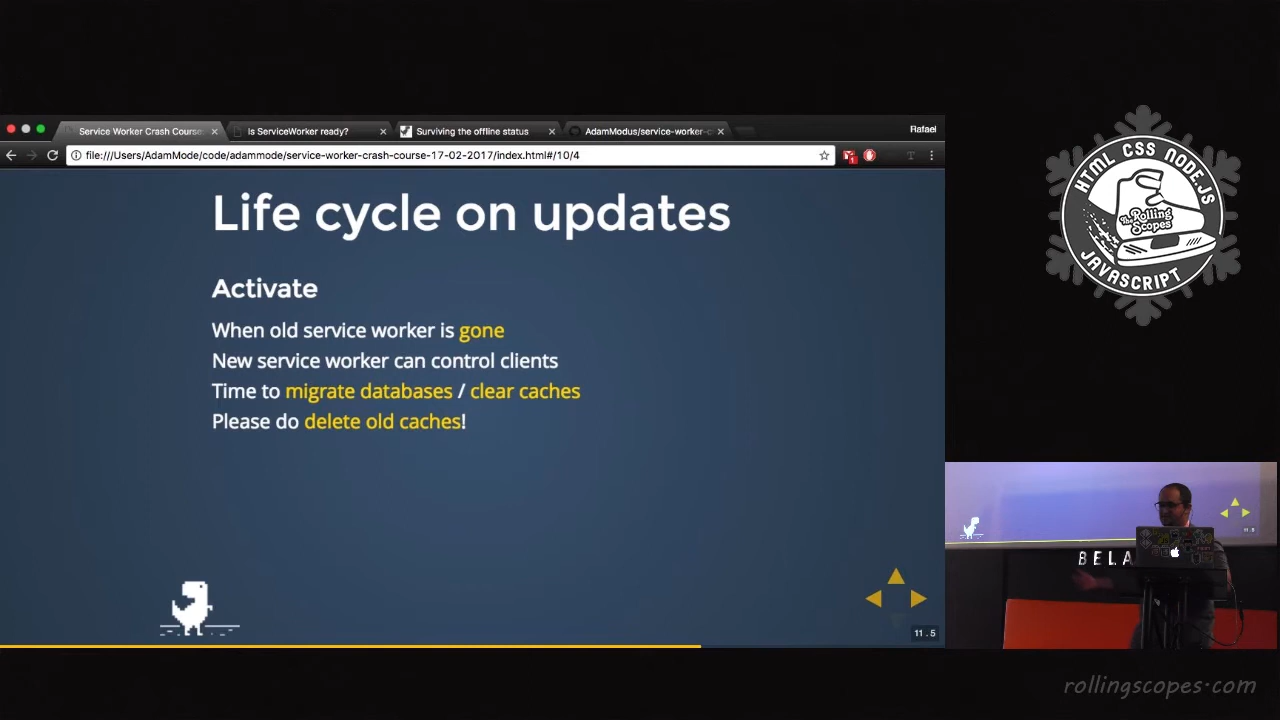 Service Worker Crash Course
Is ServiceWorker ready?
Surviving the offline status
AdamModus/service-worker-c
Rafael
file:///Users/AdamMode/code/adammode/service-worker-crash-course-17-02-2017/index.html#/10/4
Life cycle on updates
Activate
When old service worker is gone
New service worker can control clients
Time to migrate databases / clear caches
Please do delete old caches!
11.5
HTML CSS NODE.JS
The Rolling Scopes
JAVASCRIPT
BELA
rollingscopes.com